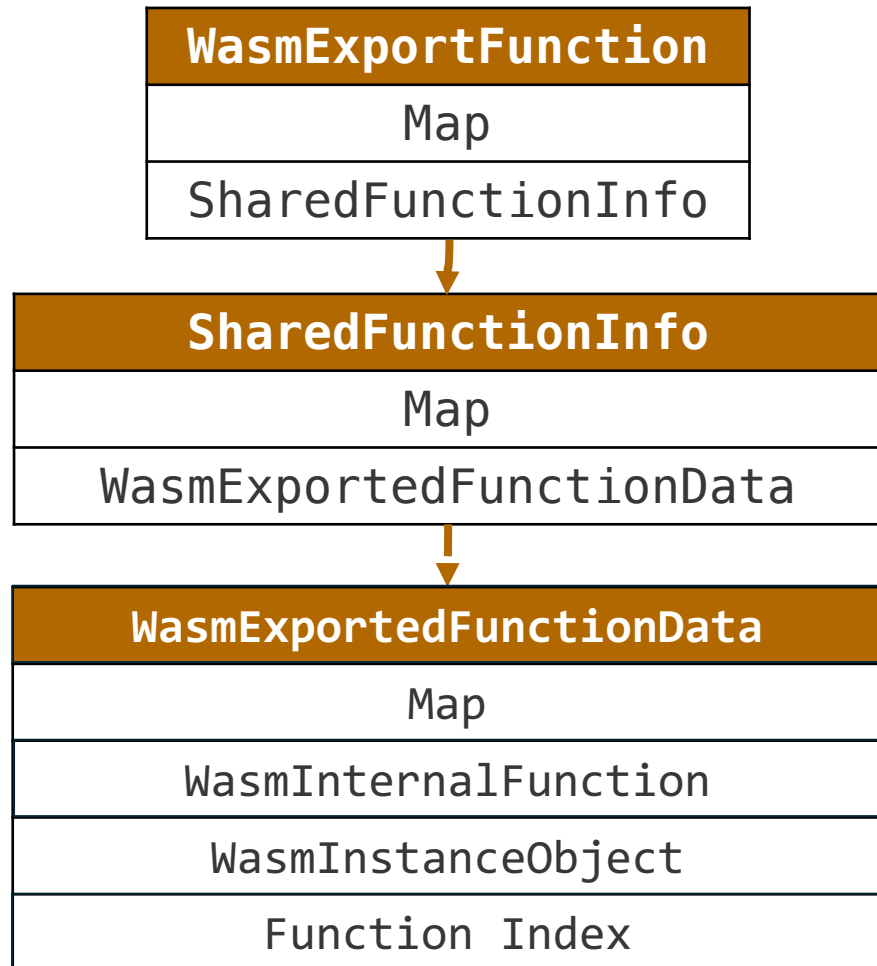 WasmExportFunction
Map
SharedFunctionInfo
SharedFunctionInfo
Map
WasmExportedFunctionData
WasmExportedFunctionData
Map
WasmInternalFunction
WasmInstanceObject
Function Index